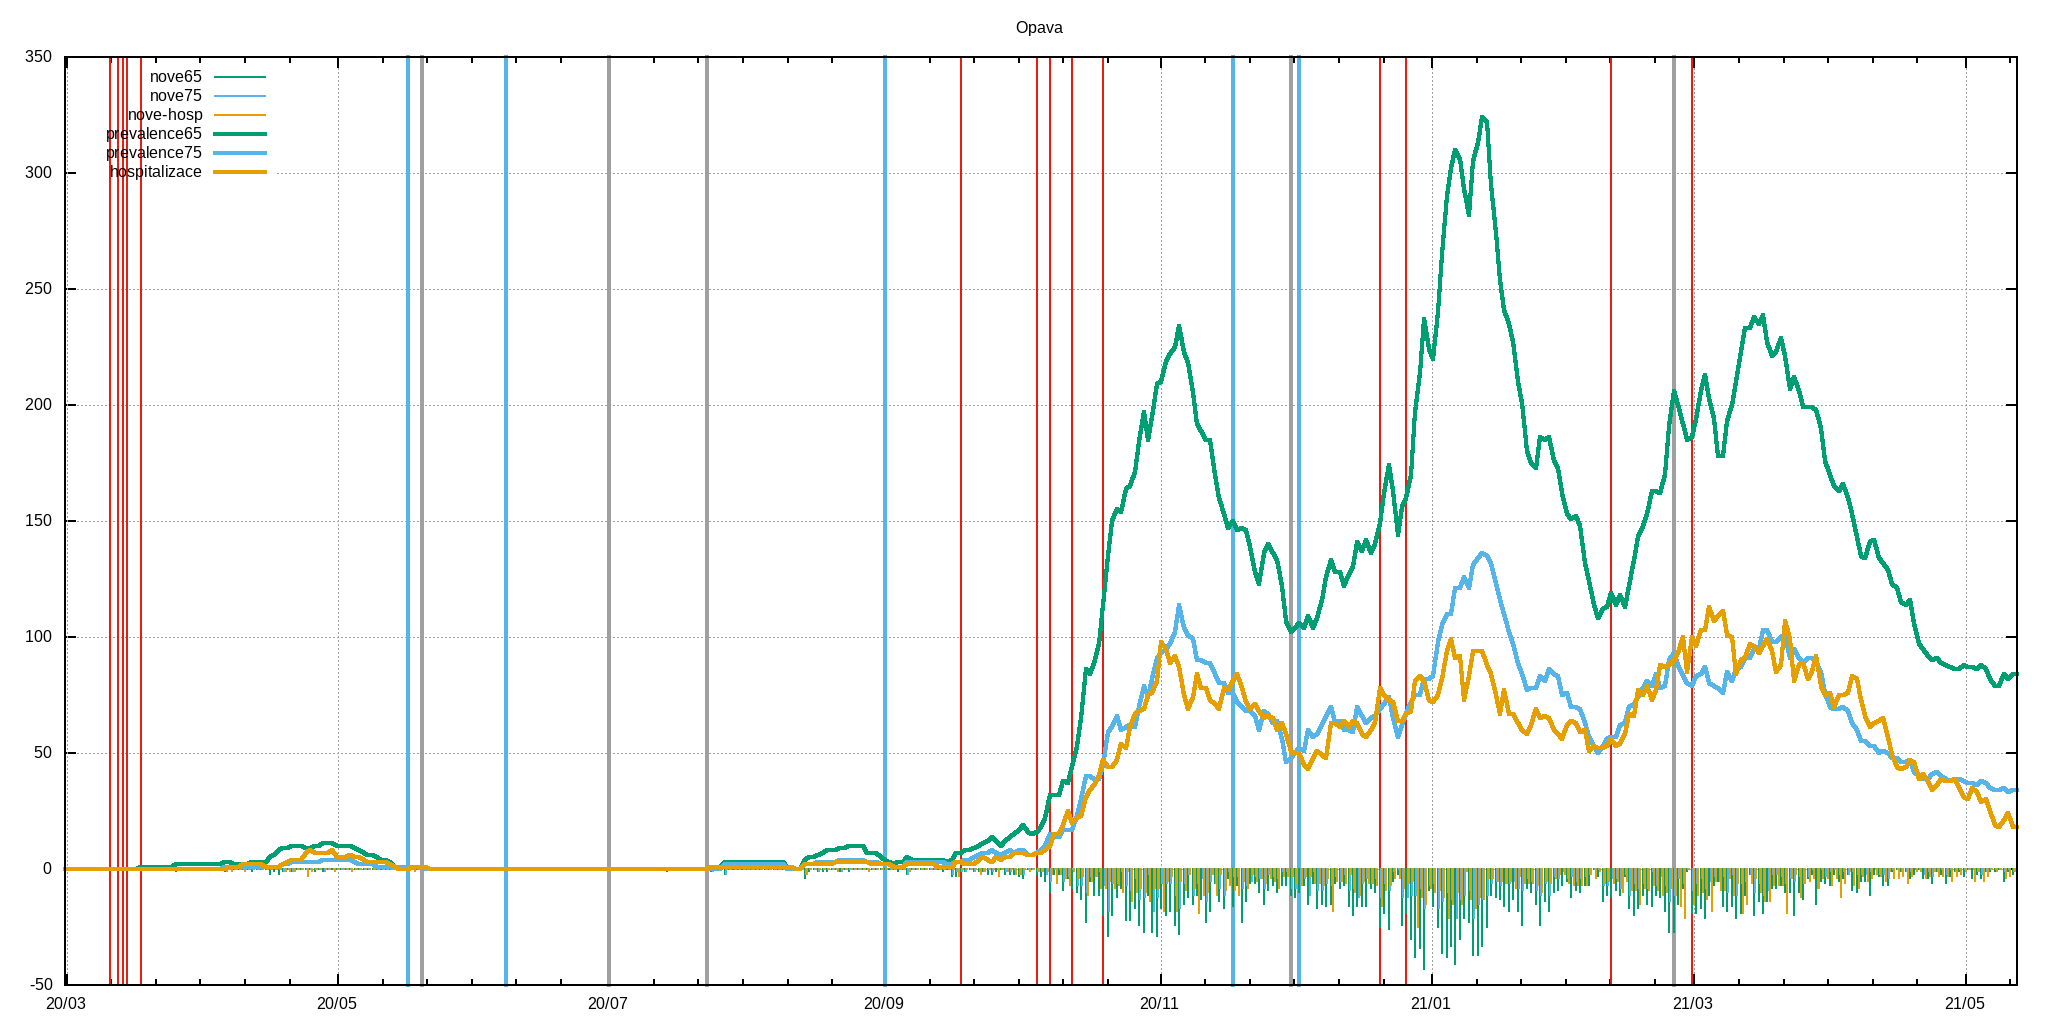 Opava
350
nove65
nove75
nove-hosp
prevalence65
prevalence75
hospitalizace
300
250
200
150
100
50
0
-50
20/03 20/05 20/07 20/09 20/11 21/01 21/03 21/05